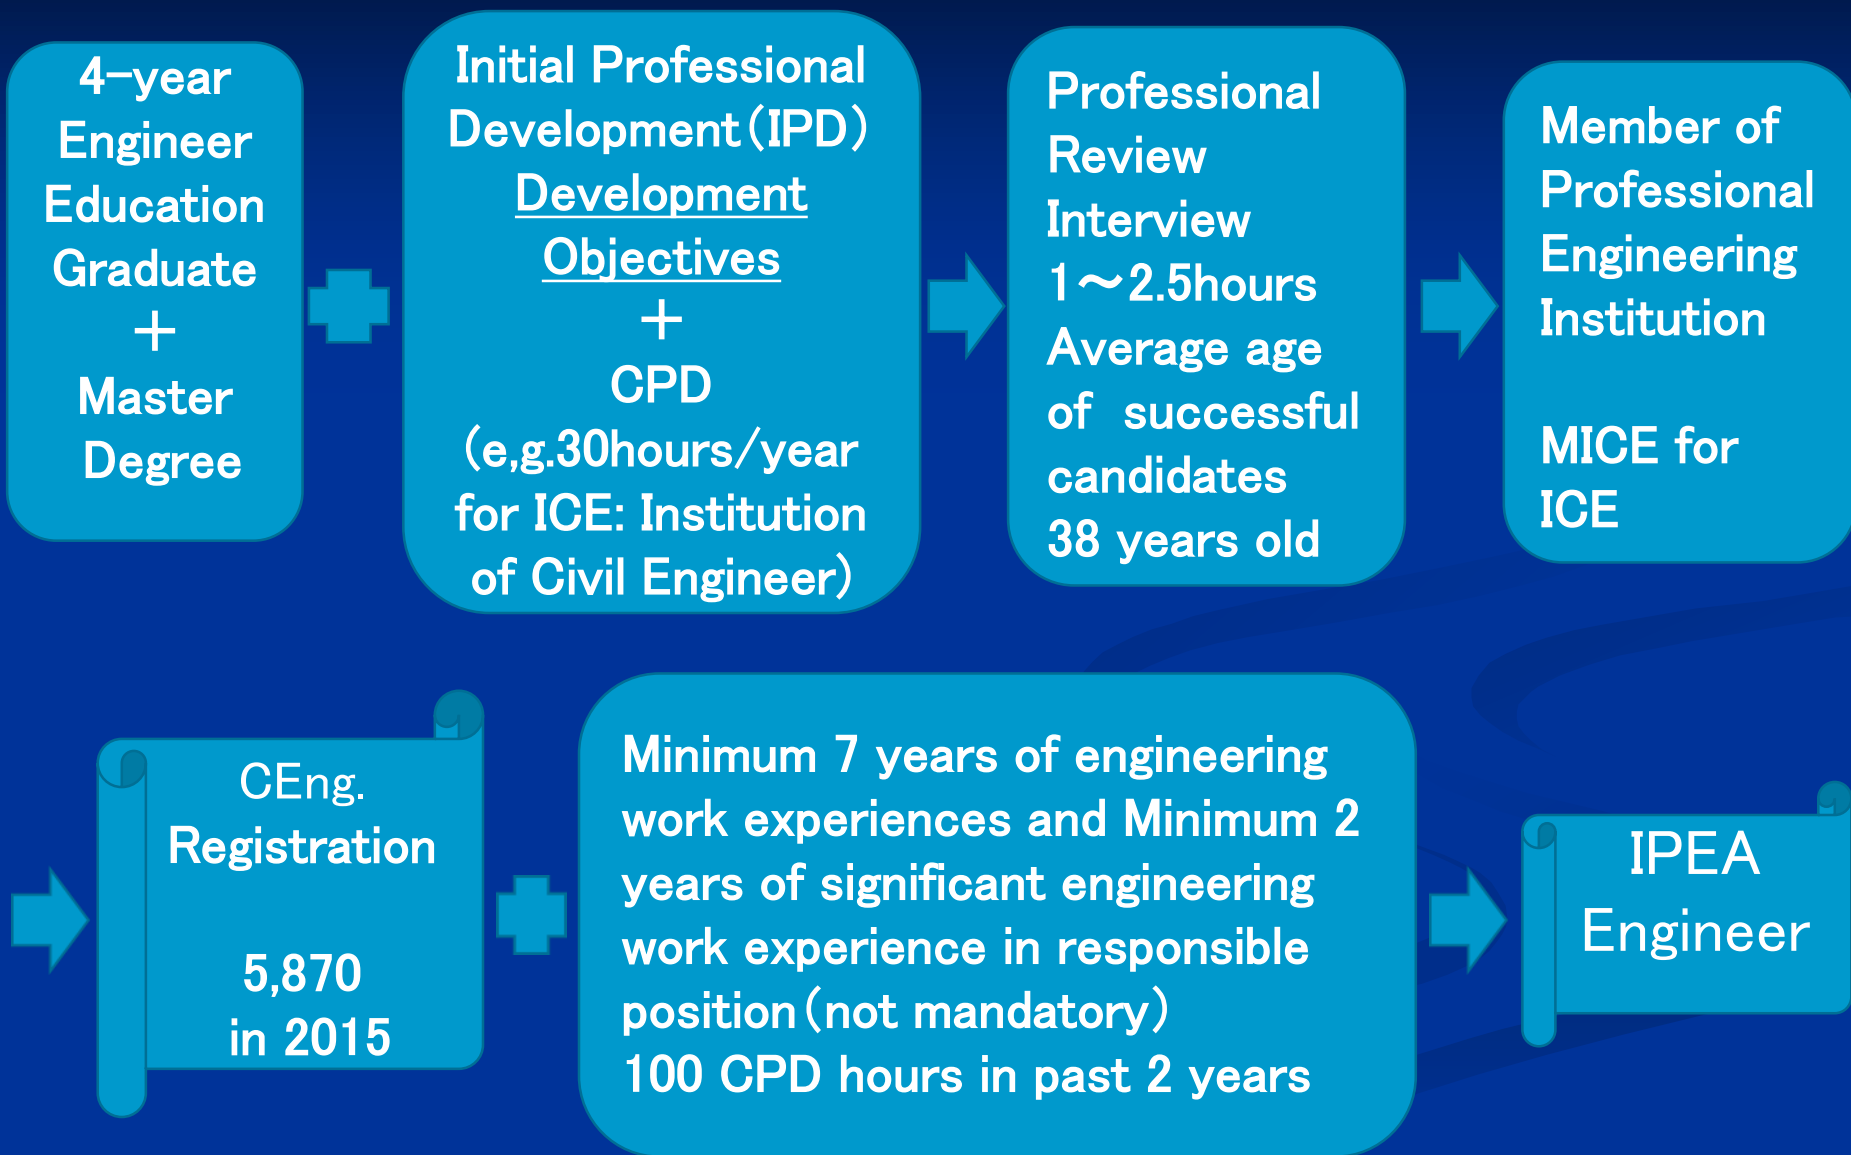 4-year
Engineer
Education
Graduate
+
Master
Degree
Initial Professional
Development(IPD)
Development
Objectives
+
CPD
(e,g.30hours/year
for ICE: Institution
of Civil Engineer)
Professional
Review
Interview
1～2.5hours
Average age
of successful
candidates
38 years old
Member of
Professional
Engineering
Institution
MICE for
ICE
CEng.
Registration
5,870
in 2015
Minimum 7 years of engineering
work experiences and Minimum 2
years of significant engineering
work experience in responsible
position(not mandatory)
100 CPD hours in past 2 years
IPEA
Engineer